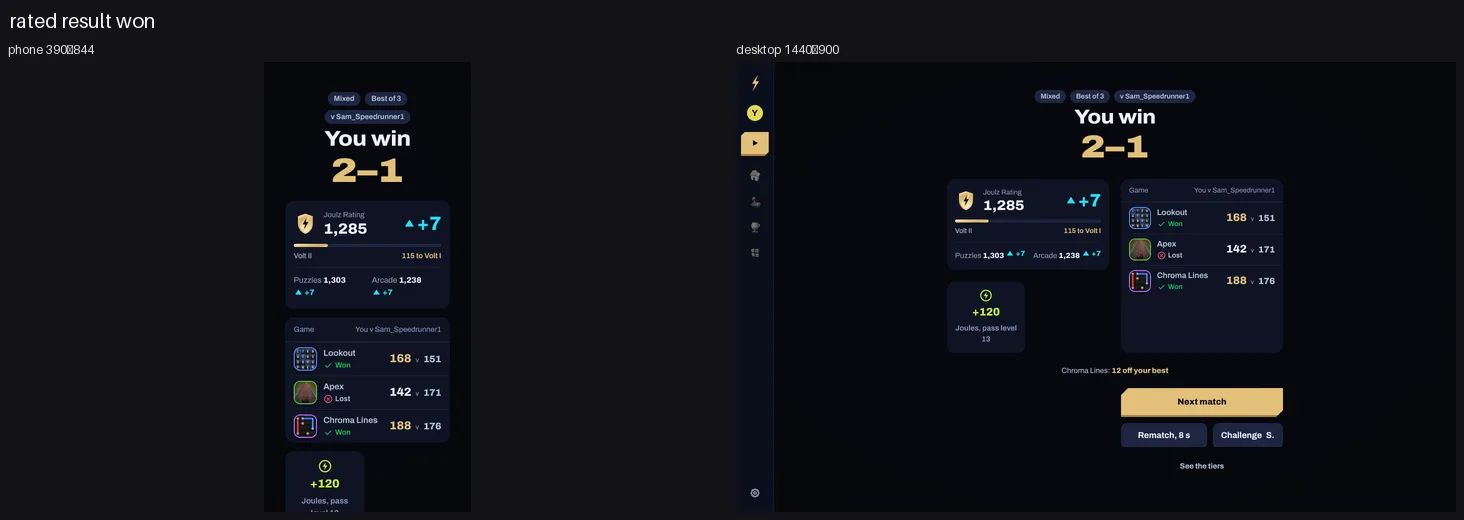 rated result won
phone 390 844
Mixed Best of 3
v Sam_Speedrunner1
You win
2–1
Joulz Rating
1,285
+7
Volt II 115 to Volt I
Puzzles 1,303 Arcade 1,238
+7 +7
Game You v Sam_Speedrunner1
Lookout
Won
168 v 151
Apex
Lost
142 v 171
Chroma Lines
Won
188 v 176
+120
Joules, pass
desktop 1440 900
Y
Mixed Best of 3 v Sam_Speedrunner1
You win
2–1
Joulz Rating
1,285
+7
Volt II 115 to Volt I
Puzzles 1,303 +7 Arcade 1,238 +7
+120
Joules, pass level
13
Game You v Sam_Speedrunner1
Lookout
Won
168 v 151
Apex
Lost
142 v 171
Chroma Lines
Won
188 v 176
Chroma Lines: 12 off your best
Next match
Rematch, 8 s Challenge S.
See the tiers